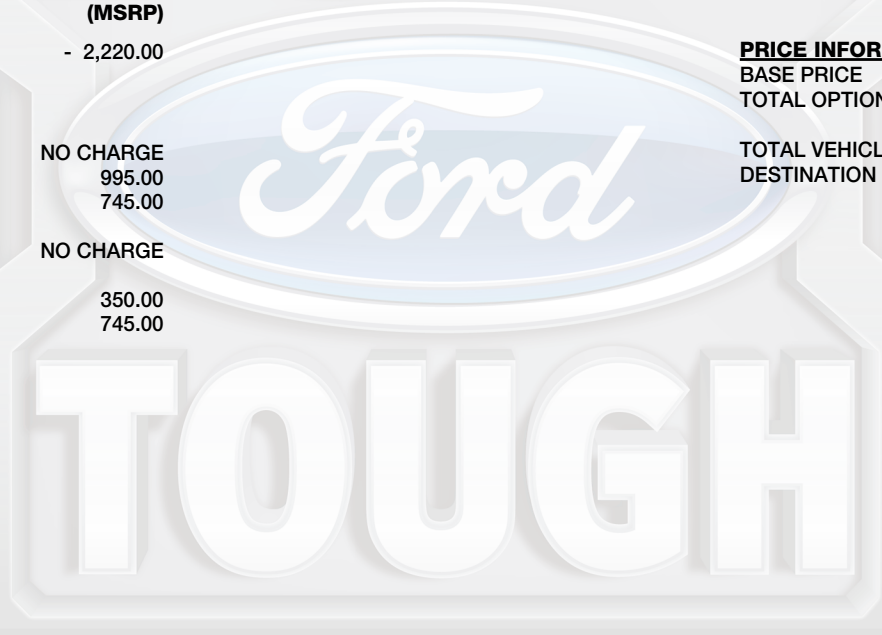 (MSRP)
- 2,220.00
NO CHARGE
995.00
745.00
NO CHARGE
350.00
745.00
PRICE INFOR
BASE PRICE
TOTAL OPTION
TOTAL VEHICL
DESTINATION
Ford
TOUGH